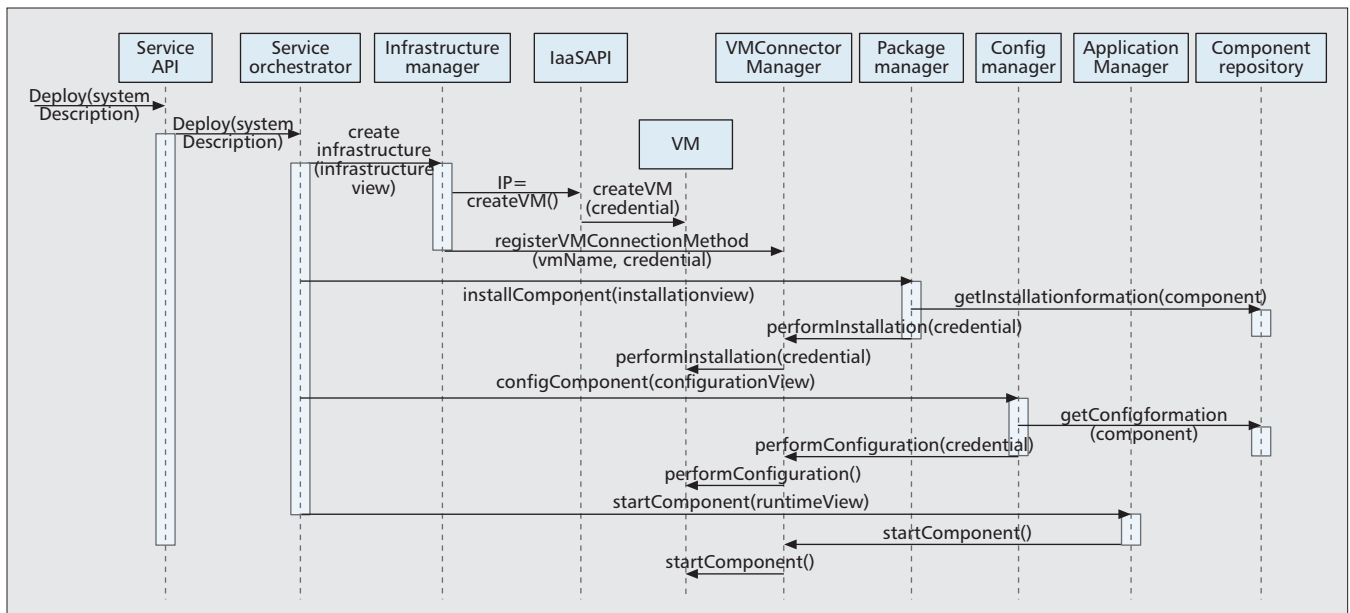 Service
API
Service
orchestrator
Infrastructure
manager
IaaSAPI
VMConnector
Manager
Package
manager
Config
manager
Application
Manager
Component
repository
Deploy(system
Description)
Deploy(system
Description)
create
infrastructure
(infrastructure
view)
VM
IP=
createVM()
createVM
(credential)
registerVMConnectionMethod
(vmName, credential)
installComponent(installationview)
getInstallationformation(component)
performInstallation(credential)
performInstallation(credential)
configComponent(configurationView)
getConfigformation
(component)
performConfiguration(credential)
performConfiguration()
startComponent(runtimeView)
startComponent()
startComponent()